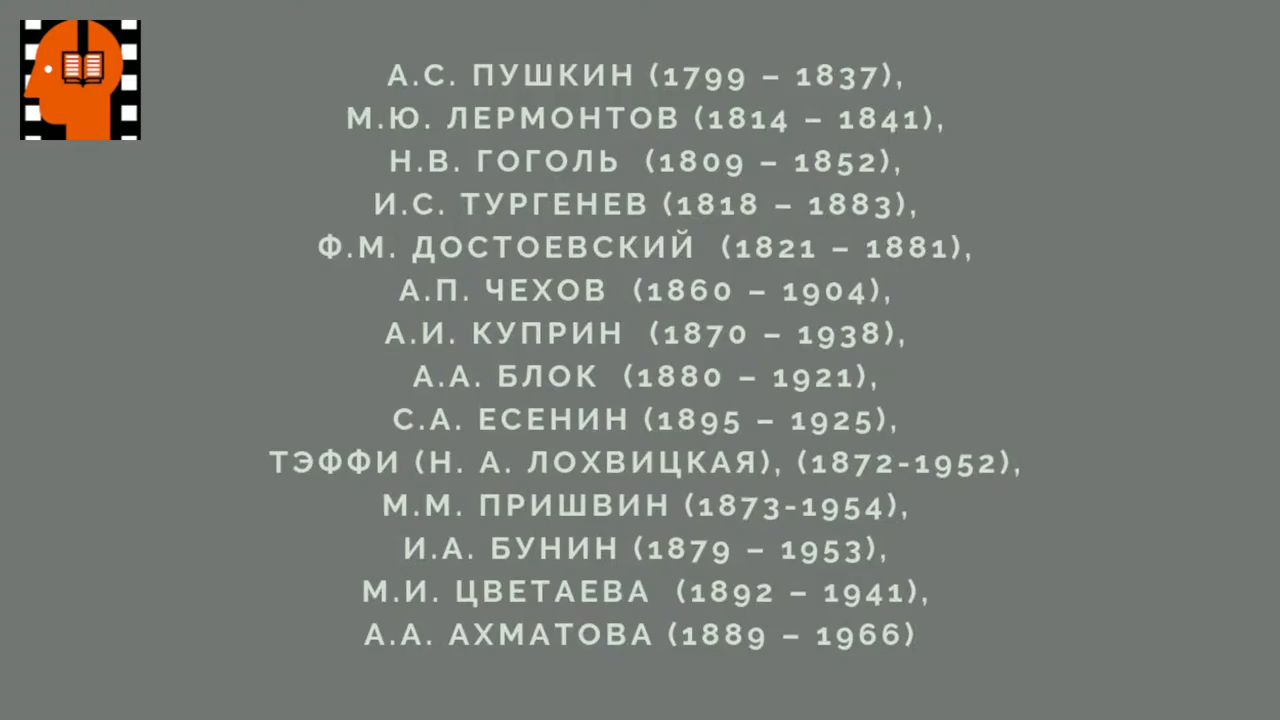 А.С. ПУШКИН (1799 – 1837),
М.Ю. ЛЕРМОНТОВ (1814 – 1841),
Н.В. ГОГОЛЬ (1809 – 1852),
И.С. ТУРГЕНЕВ (1818 – 1883),
Ф.М. ДОСТОЕВСКИЙ (1821 – 1881),
А.П. ЧЕХОВ (1860 – 1904),
А.И. КУПРИН (1870 – 1938),
А.А. БЛОК (1880 – 1921),
С.А. ЕСЕНИН (1895 – 1925),
ТЭФФИ (Н. А. ЛОХВИЦКАЯ), (1872-1952),
М.М. ПРИШВИН (1873-1954),
И.А. БУНИН (1879 – 1953),
М.И. ЦВЕТАЕВА (1892 – 1941),
А.А. АХМАТОВА (1889 – 1966)